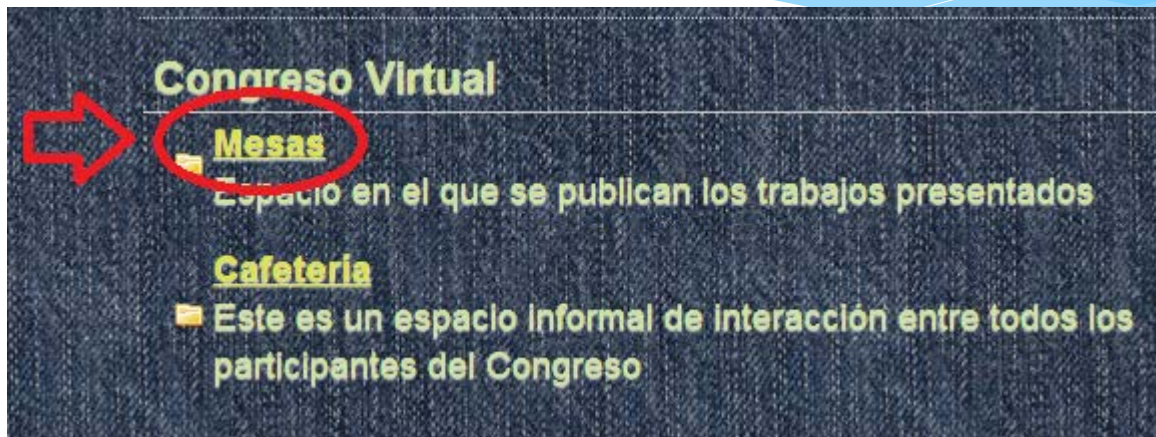 Congreso Virtual
Mesas
Espacio en el que se publican los trabajos presentados
Cafetería
Este es un espacio informal de interacción entre todos los
participantes del Congreso